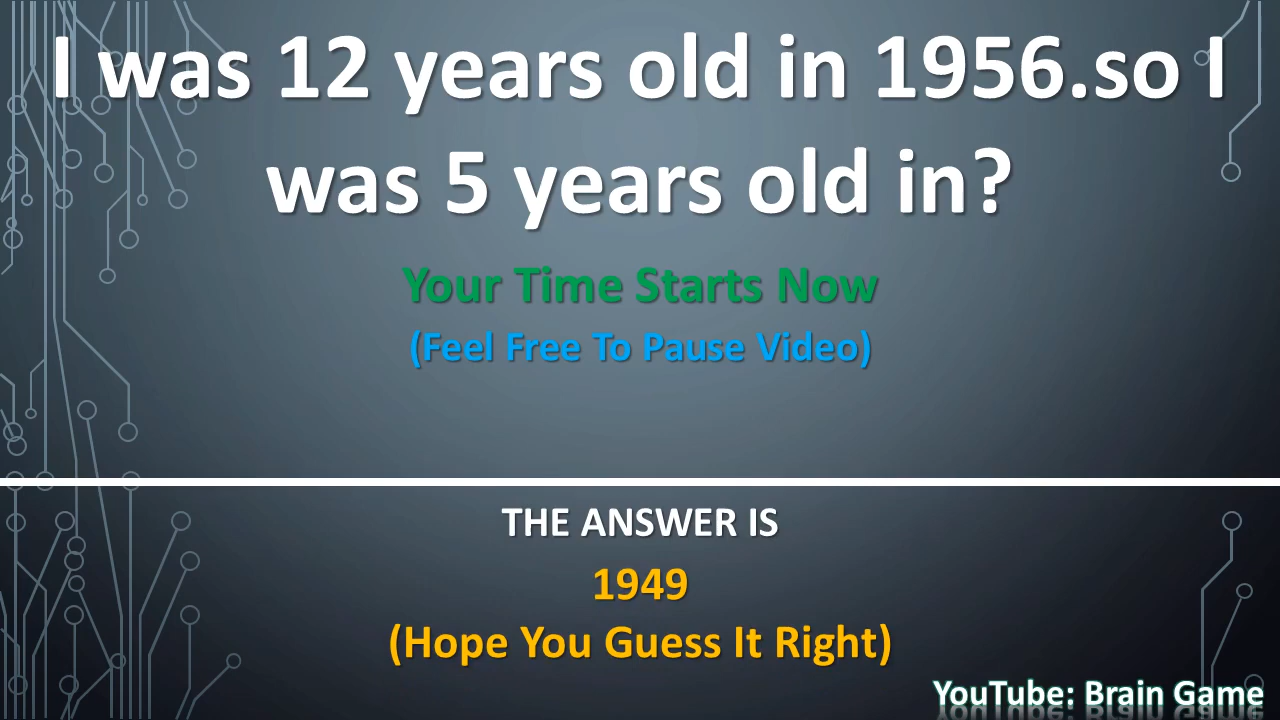 I was 12 years old in 1956.so I
was 5 years old in?
Your Time Starts Now
(Feel Free To Pause Video)
THE ANSWER IS
1949
(Hope You Guess It Right)
YouTube: Brain Game